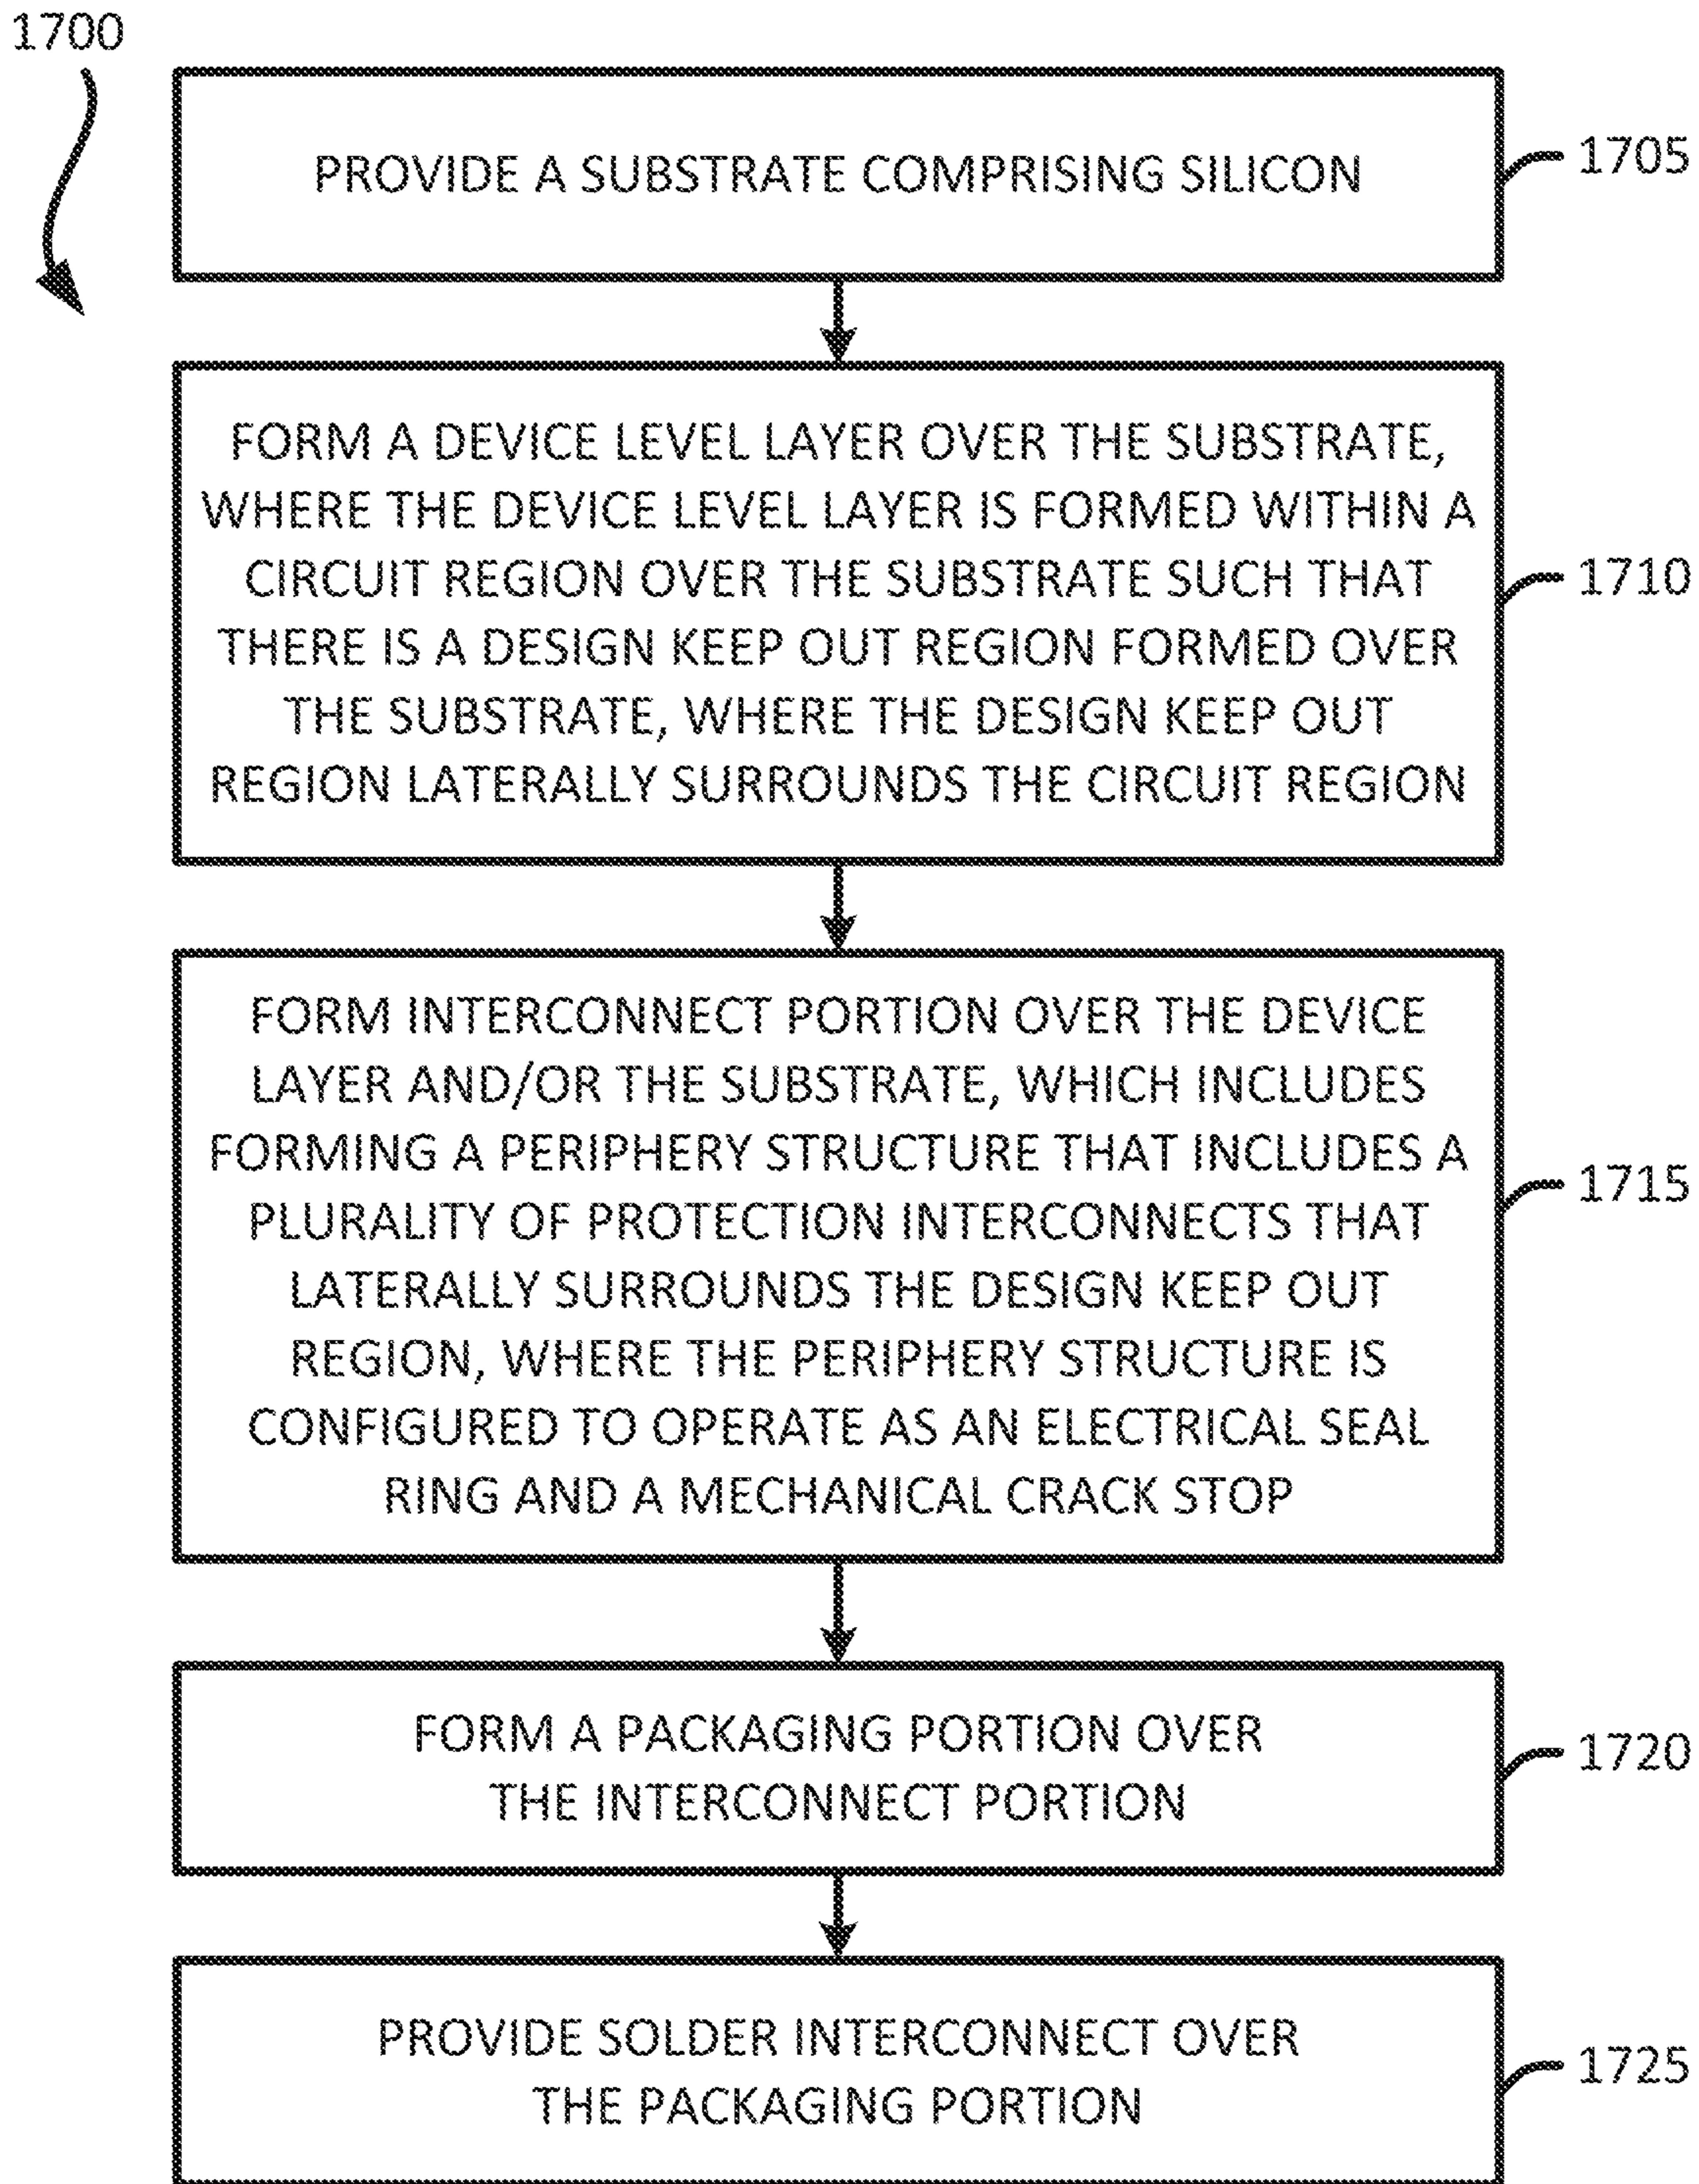 1700
PROVIDE A SUBSTRATE COMPRISING SILICON
1705
FORM A DEVICE LEVEL LAYER OVER THE SUBSTRATE,
WHERE THE DEVICE LEVEL LAYER IS FORMED WITHIN A
CIRCUIT REGION OVER THE SUBSTRATE SUCH THAT
THERE IS A DESIGN KEEP OUT REGION FORMED OVER
THE SUBSTRATE, WHERE THE DESIGN KEEP OUT
REGION LATERALLY SURROUNDS THE CIRCUIT REGION
1710
FORM INTERCONNECT PORTION OVER THE DEVICE
LAYER AND/OR THE SUBSTRATE, WHICH INCLUDES
FORMING A PERIPHERY STRUCTURE THAT INCLUDES A
PLURALITY OF PROTECTION INTERCONNECTS THAT
LATERALLY SURROUNDS THE DESIGN KEEP OUT
REGION, WHERE THE PERIPHERY STRUCTURE IS
CONFIGURED TO OPERATE AS AN ELECTRICAL SEAL
RING AND A MECHANICAL CRACK STOP
1715
FORM A PACKAGING PORTION OVER
THE INTERCONNECT PORTION
1720
PROVIDE SOLDER INTERCONNECT OVER
THE PACKAGING PORTION
1725